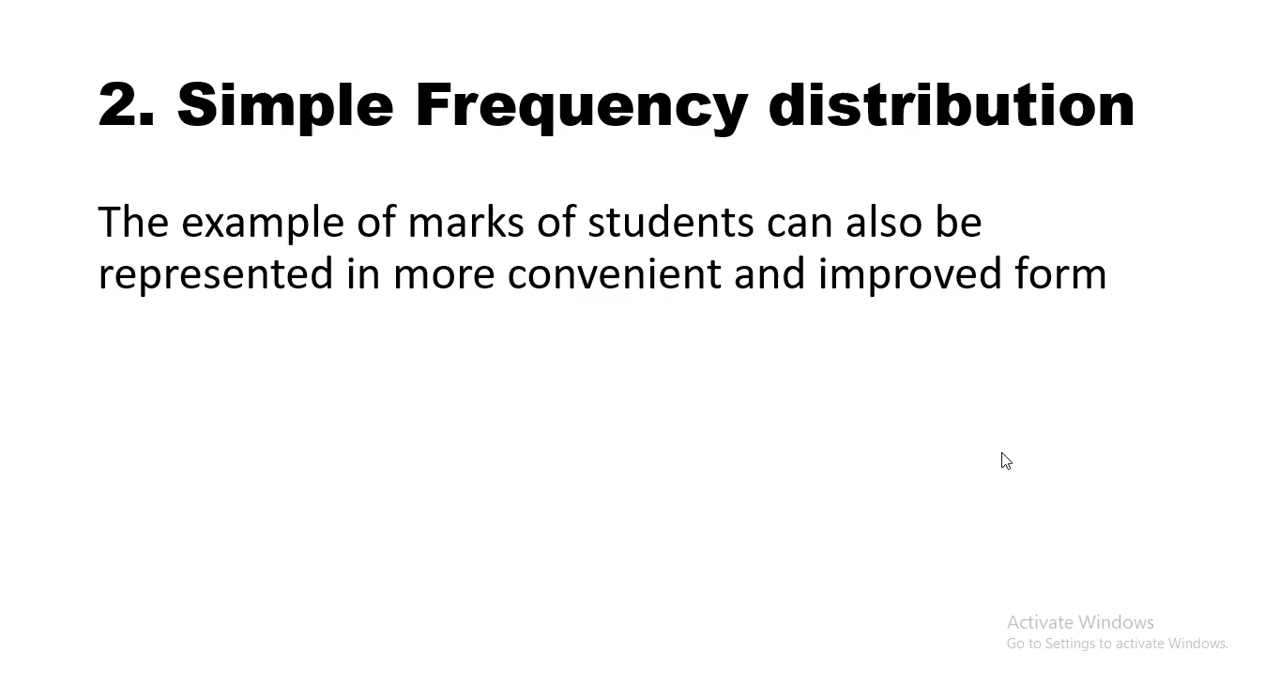 2. Simple Frequency distribution
The example of marks of students can also be
represented in more convenient and improved form
Activate Windows
Go to Settings to activate Windows.